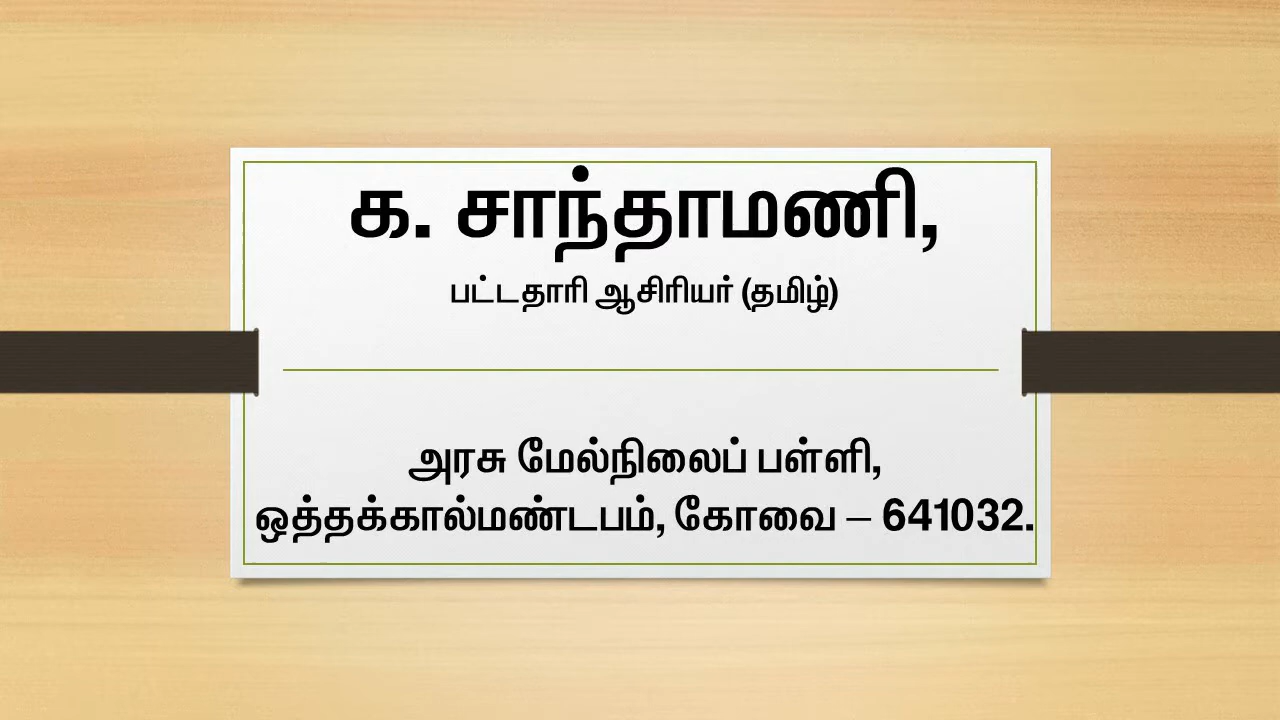 க. சாந்தாமணி,
பட்டதாரி ஆசிரியர் (தமிழ்)
அரசு மேல்நிலைப் பள்ளி,
ஒத்தக்கால்மண்டபம், கோவை – 641032.